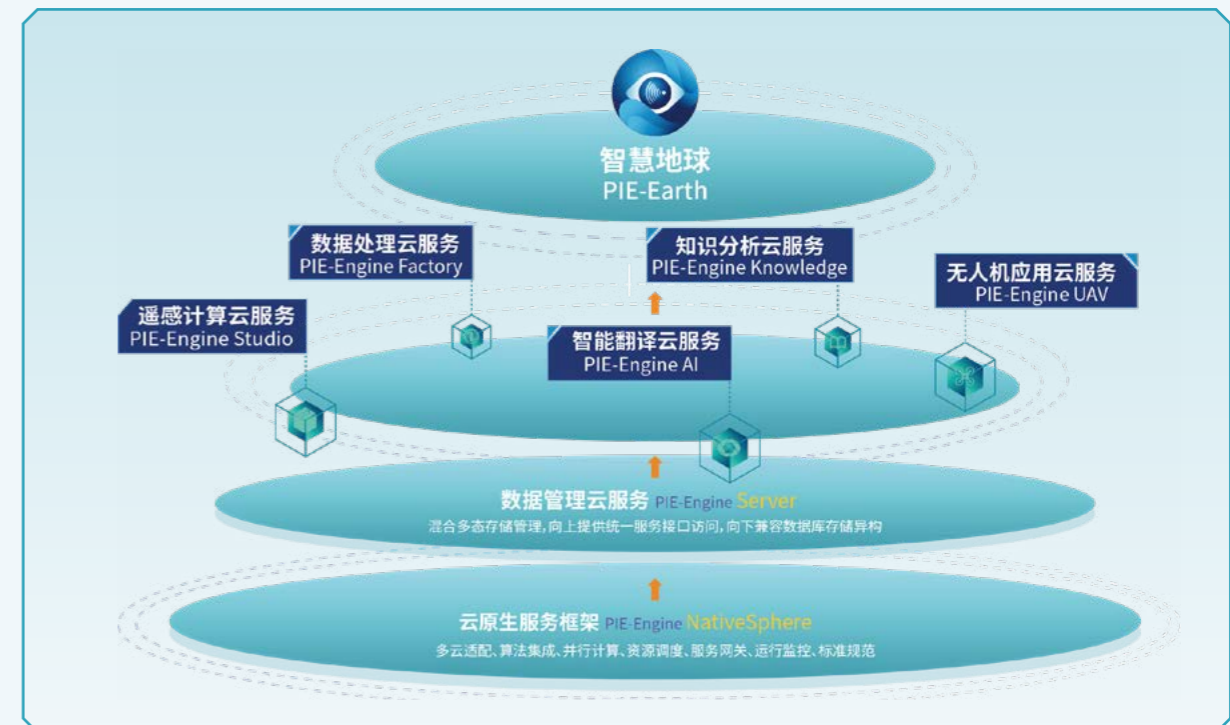 智慧地球
PIE-Earth
数据处理云服务
PIE-Engine Factory
知识分析云服务
PIE-Engine Knowledge
无人机应用云服务
PIE-Engine UAV
遥感计算云服务
PIE-Engine Studio
智能翻译云服务
PIE-Engine AI
数据管理云服务 PIE-Engine Server
混合多态存储管理,向上提供统一服务接口访问,向下兼容数据库存储异构
云原生服务框架 PIE-Engine NativeSphere
多云适配、算法集成、并行计算、资源调度、服务网关、运行监控、标准规范